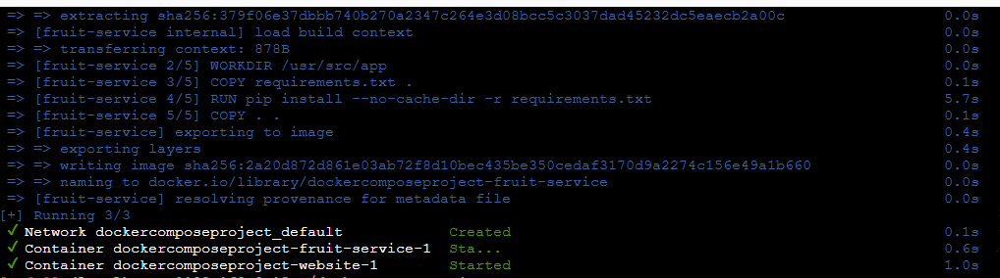 => => extracting sha256:379f06e37dbbb740b270a2347c264e3d08bcc5c3037dad45232dc5eaecb2a00c 0.0s
=> [fruit-service internal] load build context 0.0s
=> => transferring context: 878B 0.0s
=> [fruit-service 2/5] WORKDIR /usr/src/app 0.0s
=> [fruit-service 3/5] COPY requirements.txt . 0.1s
=> [fruit-service 4/5] RUN pip install --no-cache-dir -r requirements.txt 5.7s
=> [fruit-service 5/5] COPY . . 0.1s
=> [fruit-service] exporting to image 0.4s
=> => exporting layers 0.4s
=> => writing image sha256:2a20d872d861e03ab72f8d10bec435be350cedaf3170d9a2274c156e49a1b660 0.0s
=> => naming to docker.io/library/dockercomposeproject-fruit-service 0.0s
=> [fruit-service] resolving provenance for metadata file 0.0s
[+] Running 3/3
✓ Network dockercomposeproject_default Created 0.1s
✓ Container dockercomposeproject-fruit-service-1 Sta... 0.6s
✓ Container dockercomposeproject-website-1 Started 1.0s